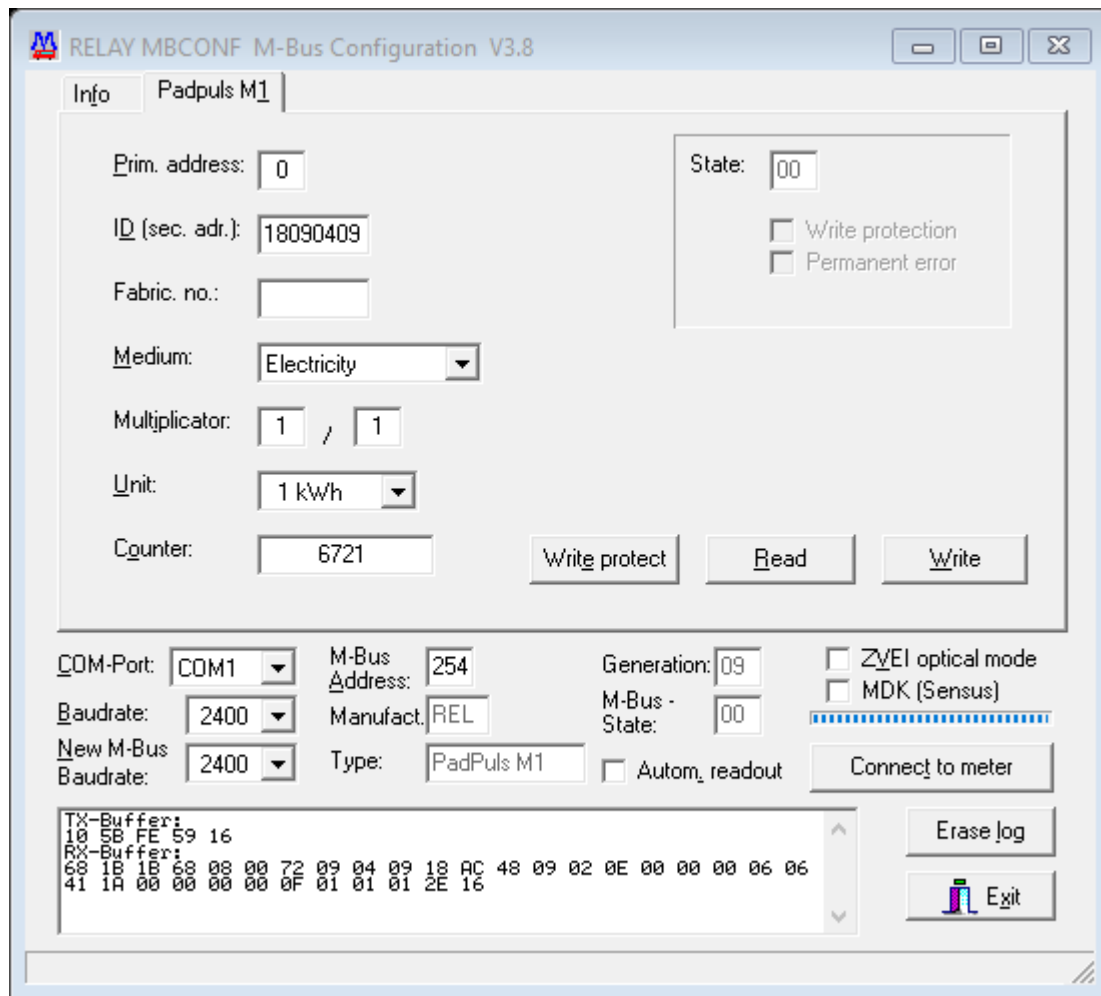 RELAY MBCONF M-Bus Configuration V3.8
Info
Padpuls M1
Prim. address: 0
State: 00
ID (sec. adr.): 18090409
Write protection
Permanent error
Fabric. no.:
Medium: Electricity
Multiplicator: 1 / 1
Unit: 1 kWh
Counter: 6721
Write protect
Read
Write
COM-Port: COM1
M-Bus Address: 254
Generation: 09
ZVEI optical mode
MDK (Sensus)
Baudrate: 2400
Manufact. REL
M-Bus - State: 00
New M-Bus Baudrate: 2400
Type: PadPuls M1
Autom. readout
Connect to meter
TX-Buffer:
10 5B FE 59 16
RX-Buffer:
68 1B 1B 68 08 00 72 09 04 09 18 AC 48 09 02 0E 00 00 00 06 06
41 1A 00 00 00 00 0F 01 01 01 2E 16
Erase log
Exit